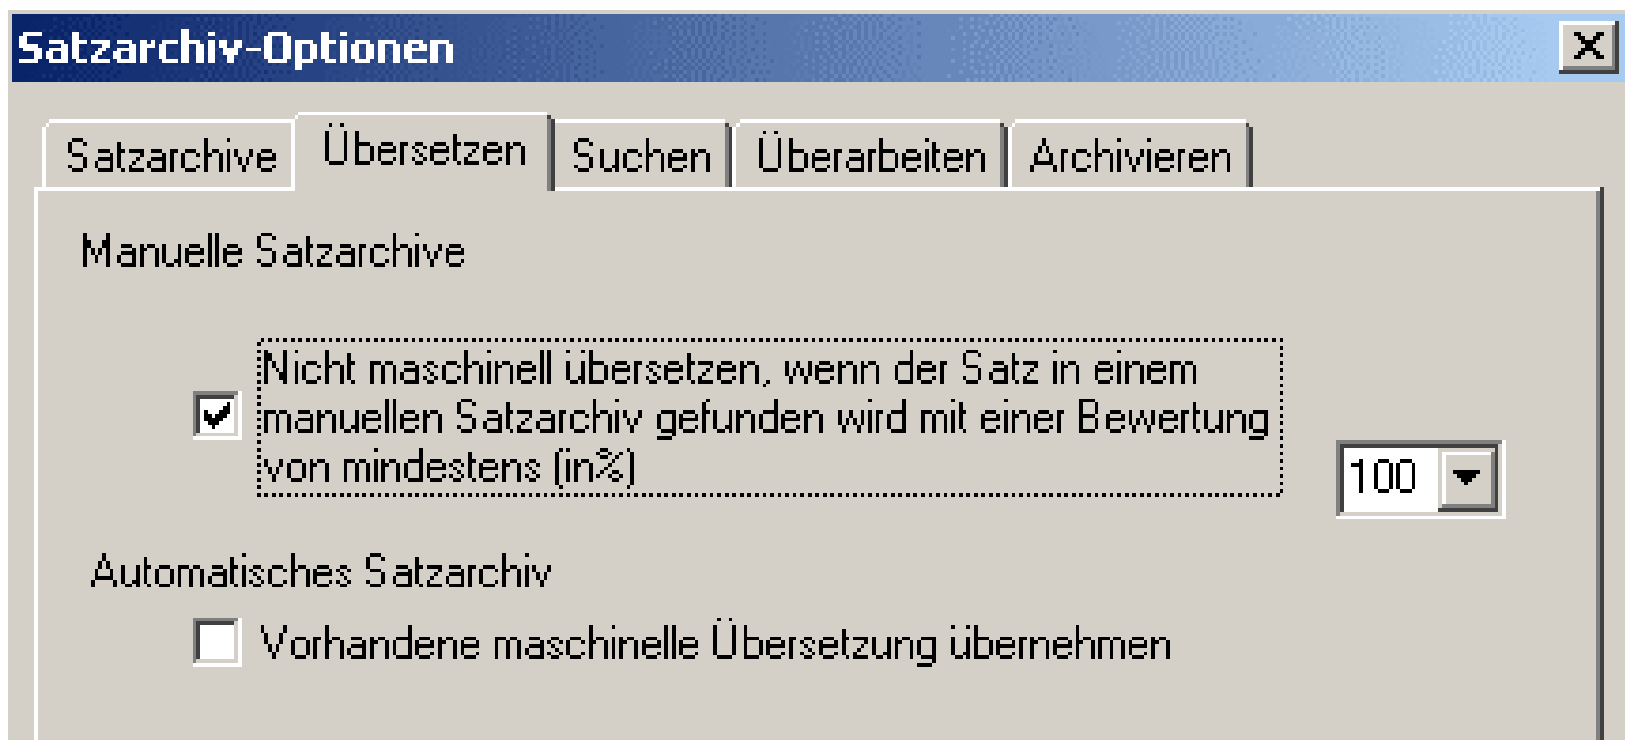 Satzarchiv-Optionen
Satzarchive Übersetzen Suchen Überarbeiten Archivieren
Manuelle Satzarchive
Nicht maschinell übersetzen, wenn der Satz in einem
manuellen Satzarchiv gefunden wird mit einer Bewertung
von mindestens (in%)
100
Automatisches Satzarchiv
Vorhandene maschinelle Übersetzung übernehmen